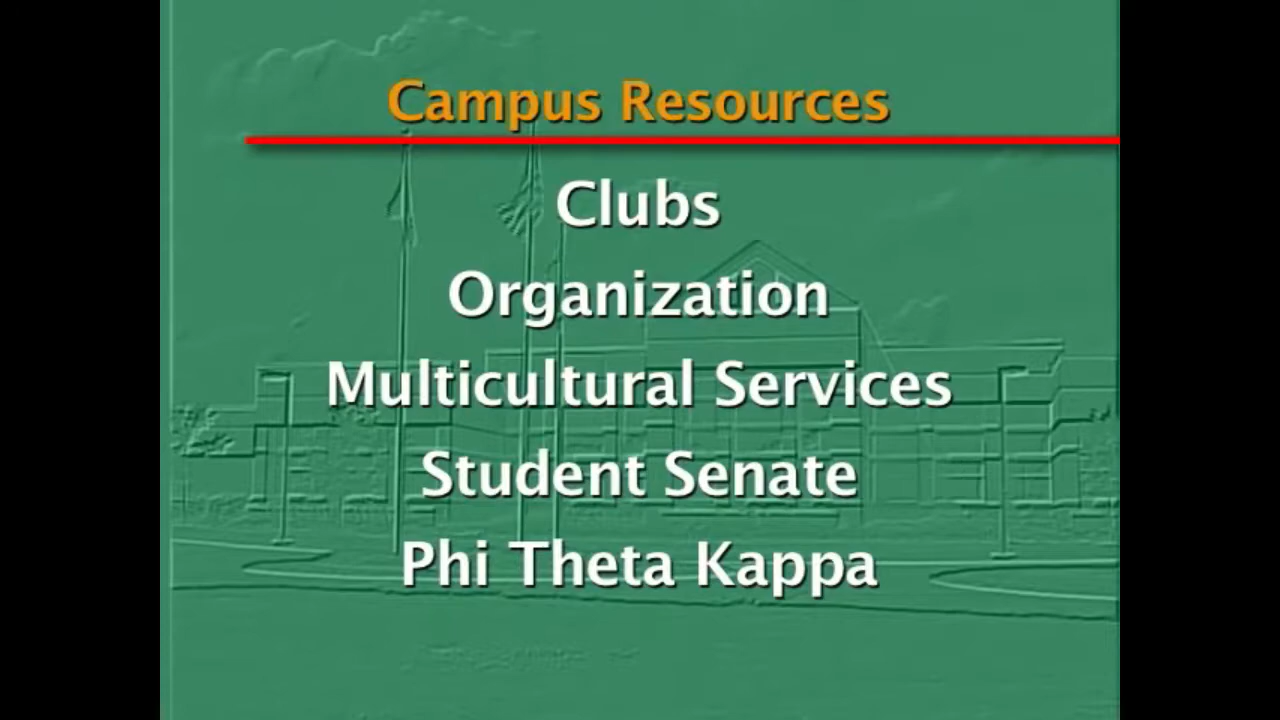 Campus Resources
Clubs
Organization
Multicultural Services
Student Senate
Phi Theta Kappa